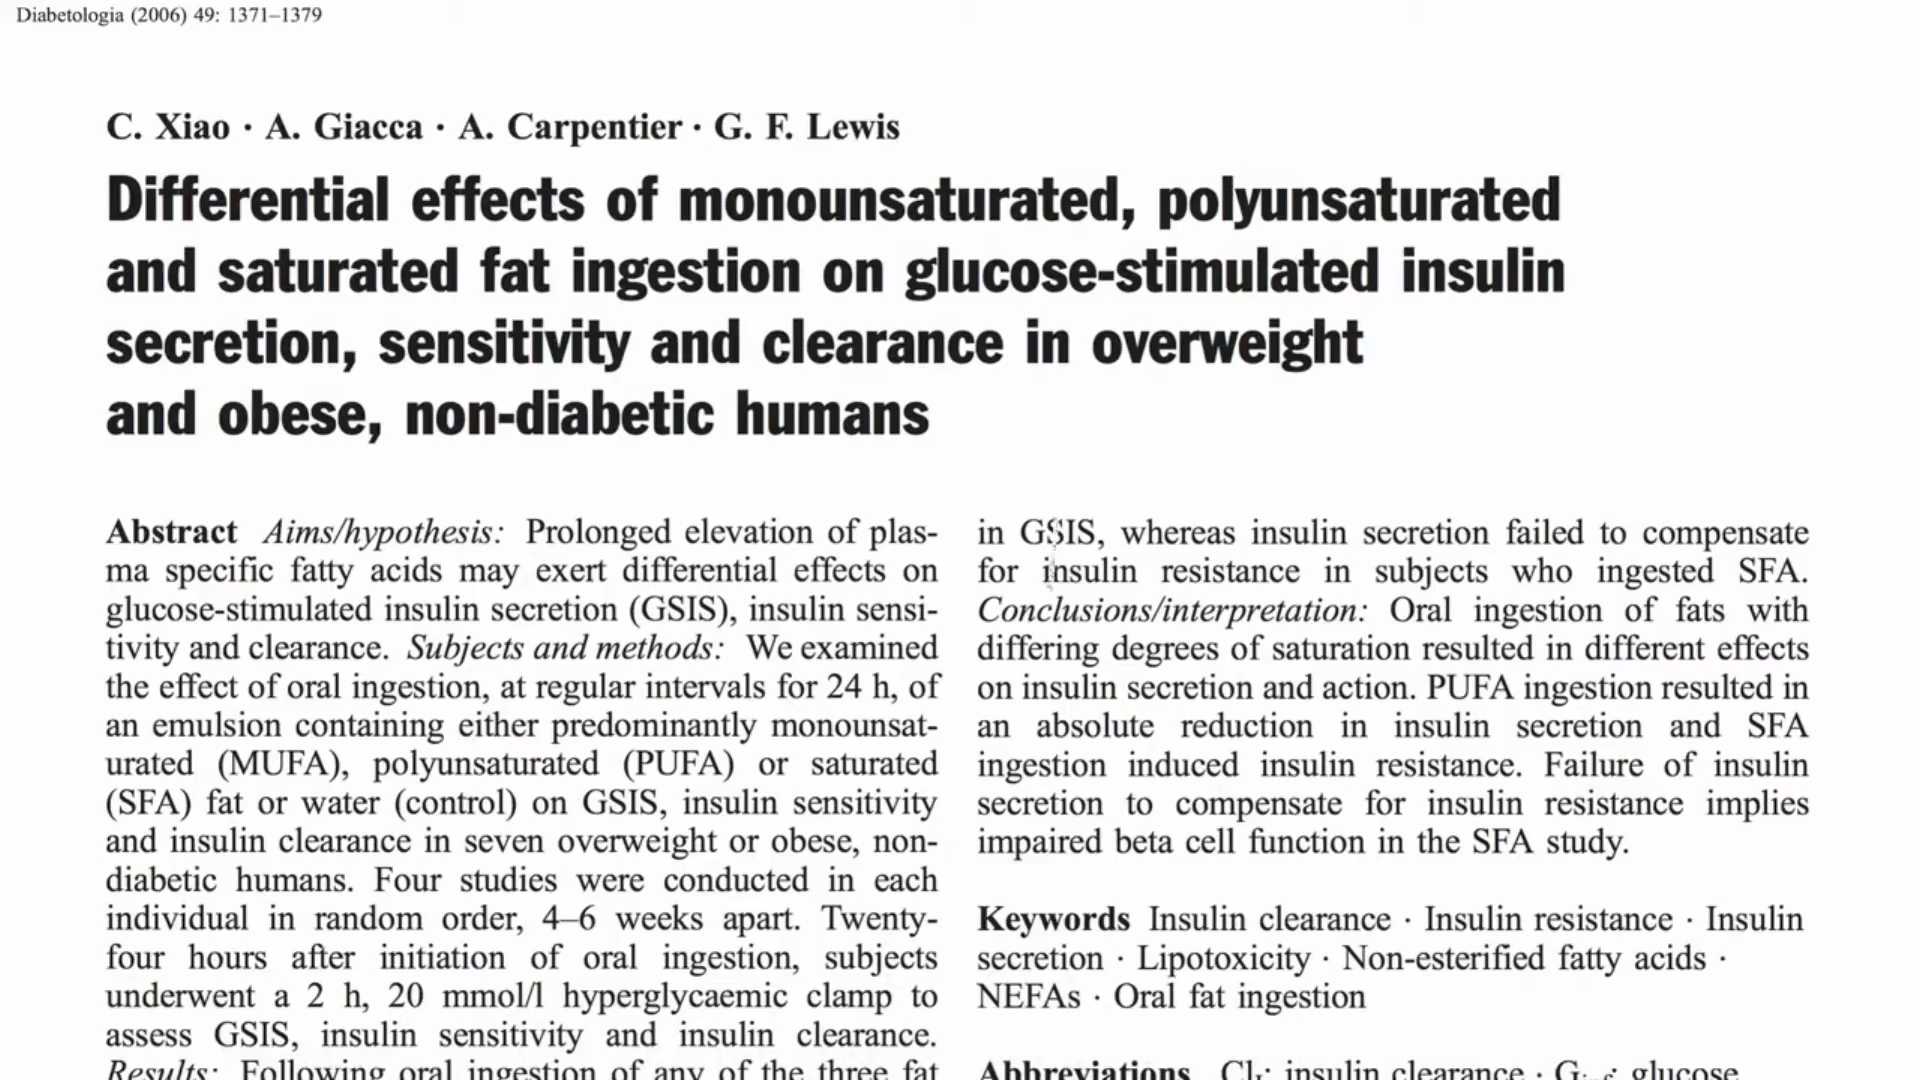 Diabetologia (2006) 49: 1371–1379
C. Xiao · A. Giacca · A. Carpentier · G. F. Lewis
Differential effects of monounsaturated, polyunsaturated
and saturated fat ingestion on glucose-stimulated insulin
secretion, sensitivity and clearance in overweight
and obese, non-diabetic humans
Abstract Aims/hypothesis: Prolonged elevation of plas-
ma specific fatty acids may exert differential effects on
glucose-stimulated insulin secretion (GSIS), insulin sensi-
tivity and clearance. Subjects and methods: We examined
the effect of oral ingestion, at regular intervals for 24 h, of
an emulsion containing either predominantly monounsat-
urated (MUFA), polyunsaturated (PUFA) or saturated
(SFA) fat or water (control) on GSIS, insulin sensitivity
and insulin clearance in seven overweight or obese, non-
diabetic humans. Four studies were conducted in each
individual in random order, 4–6 weeks apart. Twenty-
four hours after initiation of oral ingestion, subjects
underwent a 2 h, 20 mmol/l hyperglycaemic clamp to
assess GSIS, insulin sensitivity and insulin clearance.
Results: Following oral ingestion of any of the three fat
in GSIS, whereas insulin secretion failed to compensate
for insulin resistance in subjects who ingested SFA.
Conclusions/interpretation: Oral ingestion of fats with
differing degrees of saturation resulted in different effects
on insulin secretion and action. PUFA ingestion resulted in
an absolute reduction in insulin secretion and SFA
ingestion induced insulin resistance. Failure of insulin
secretion to compensate for insulin resistance implies
impaired beta cell function in the SFA study.
Keywords Insulin clearance · Insulin resistance · Insulin
secretion · Lipotoxicity · Non-esterified fatty acids ·
NEFAs · Oral fat ingestion
Abbreviations CI: insulin clearance · glucose